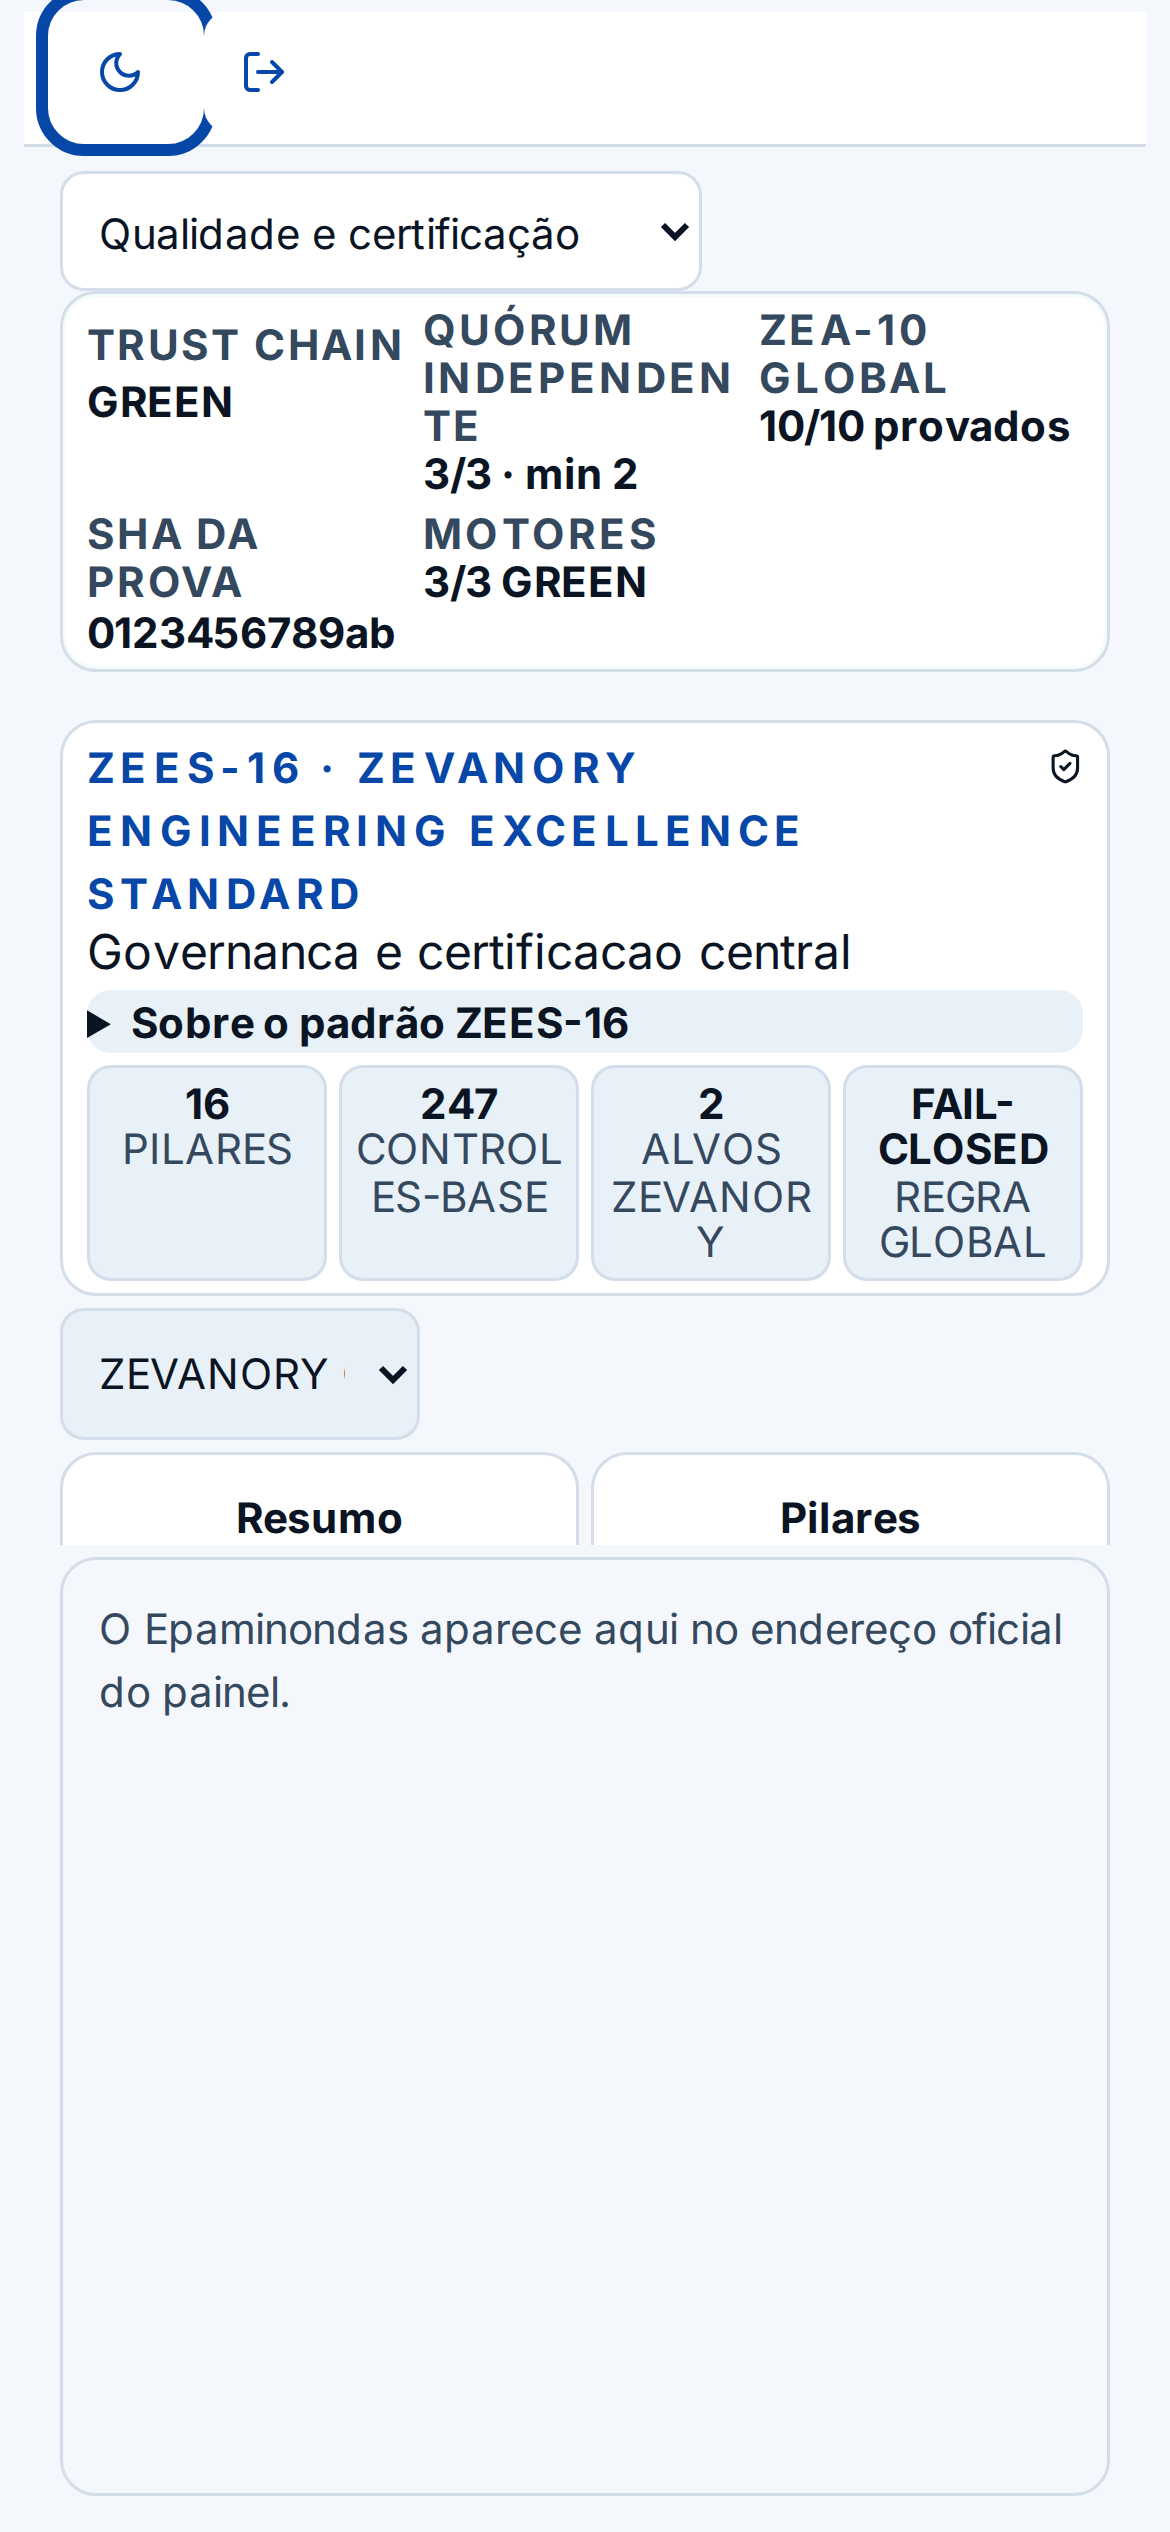 Qualidade e certificação
TRUST CHAIN
GREEN
QUÓRUM
INDEPENDEN
TE
3/3 · min 2
ZEA-10
GLOBAL
10/10 provados
SHA DA
PROVA
0123456789ab
MOTORES
3/3 GREEN
ZEES-16 · ZEVANORY
ENGINEERING EXCELLENCE
STANDARD
Governanca e certificacao central
Sobre o padrão ZEES-16
16
PILARES
247
CONTROL
ES-BASE
2
ALVOS
ZEVANOR
Y
FAIL-
CLOSED
REGRA
GLOBAL
ZEVANORY
Resumo
Pilares
O Epaminondas aparece aqui no endereço oficial
do painel.